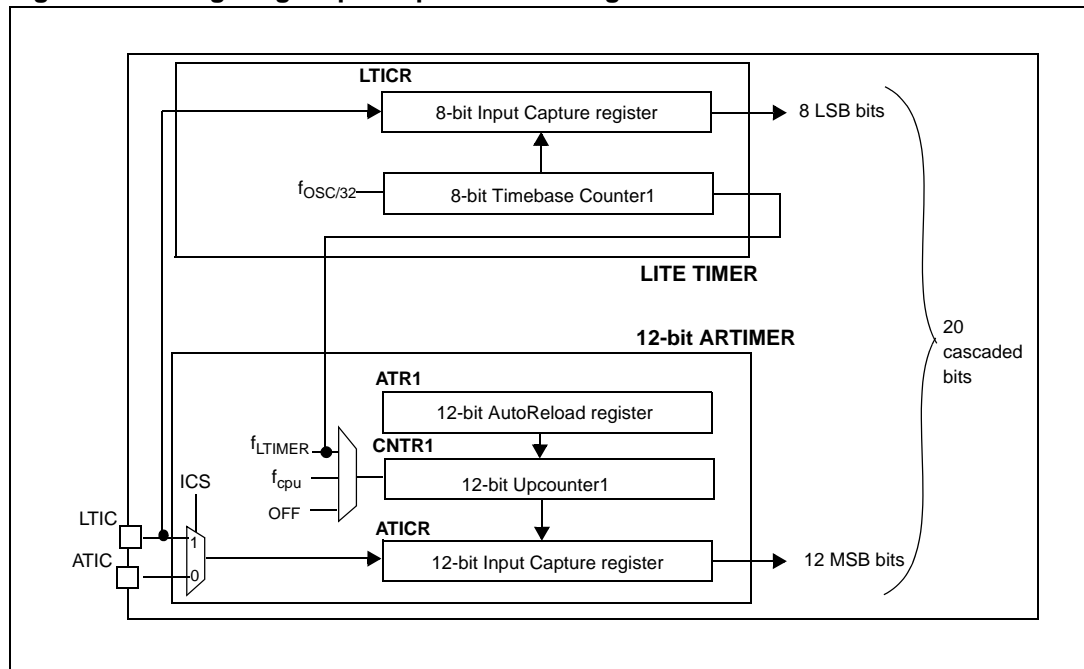 LTICR
8-bit Input Capture register
8 LSB bits
fOSC/32
8-bit Timebase Counter1
LITE TIMER
12-bit ARTIMER
20
cascaded
bits
ATR1
12-bit AutoReload register
fLTIMER
CNTR1
fcpu
12-bit Upcounter1
ICS
OFF
LTIC
1
ATICR
ATIC
0
12-bit Input Capture register
12 MSB bits